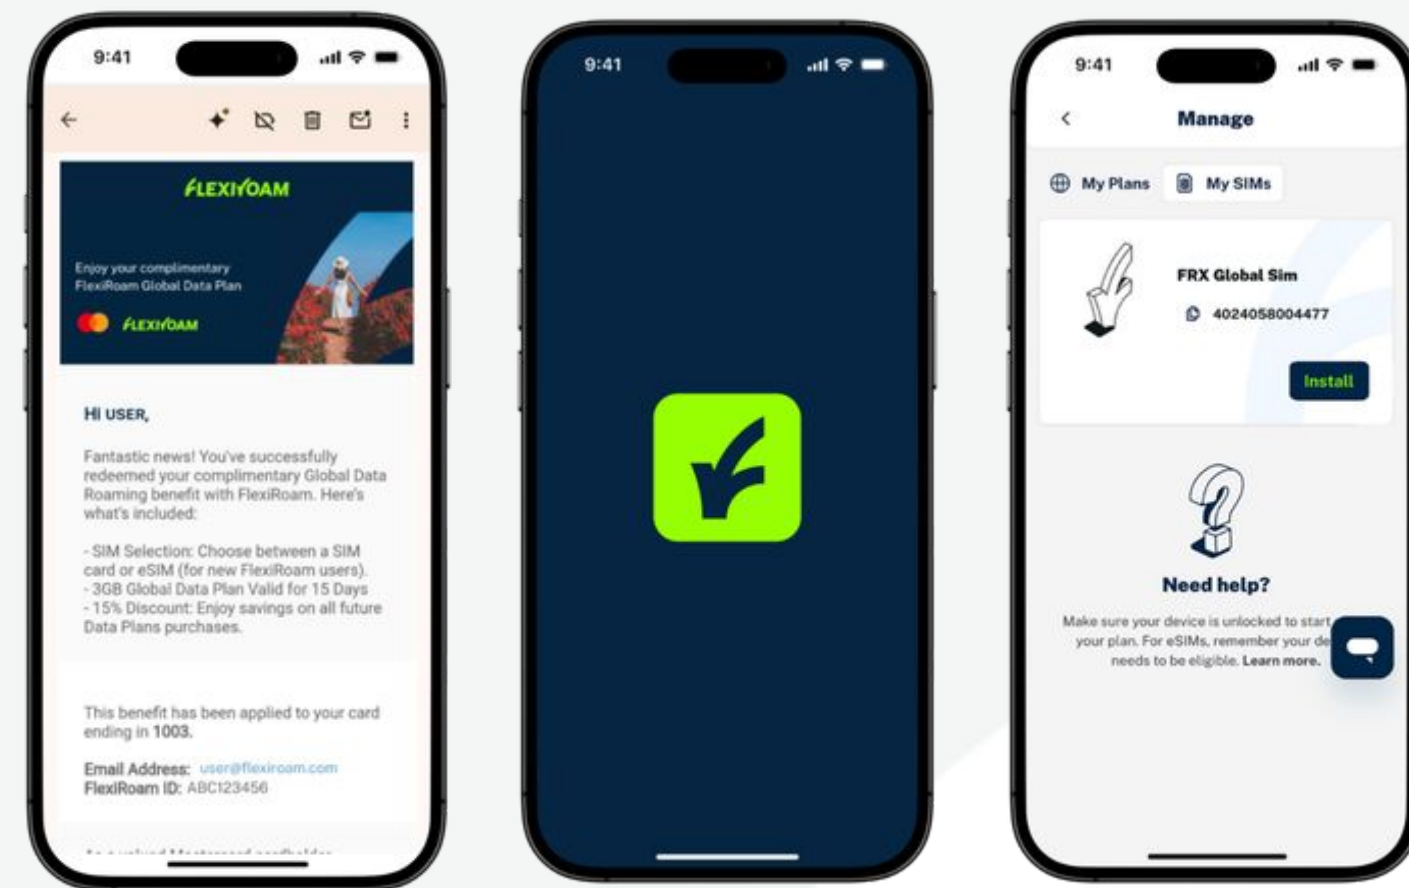 9:41
FLEXIROAM
Enjoy your complimentary
FlexiRoam Global Data Plan
FLEXIROAM
Hi USER,
Fantastic news! You've successfully
redeemed your complimentary Global Data
Roaming benefit with FlexiRoam. Here's
what's included:
- SIM Selection: Choose between a SIM
card or eSIM (for new FlexiRoam users).
- 3GB Global Data Plan Valid for 15 Days
- 15% Discount: Enjoy savings on all future
Data Plans purchases.
This benefit has been applied to your card
ending in 1003.
Email Address: user@flexiroam.com
FlexiRoam ID: ABC123456
As a valued Mastercard cardholder
9:41
9:41
Manage
My Plans My SIMs
FRX Global Sim
4024058004477
Install
Need help?
Make sure your device is unlocked to start
your plan. For eSIMs, remember your de
needs to be eligible. Learn more.